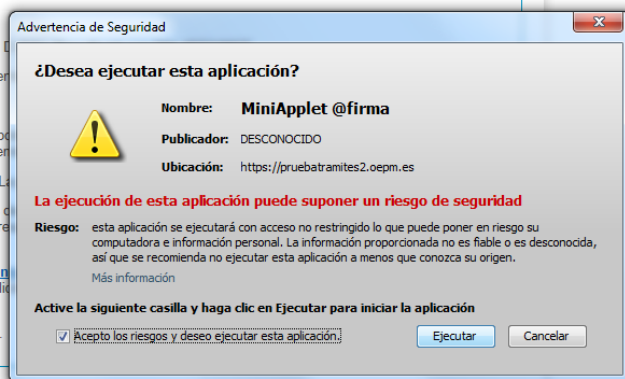 Advertencia de Seguridad
¿Desea ejecutar esta aplicación?
Nombre: MiniApplet @firma
Publicador: DESCONOCIDO
Ubicación: https://pruebatramites2.oepm.es
La ejecución de esta aplicación puede suponer un riesgo de seguridad
Riesgo: esta aplicación se ejecutará con acceso no restringido lo que puede poner en riesgo su
computadora e información personal. La información proporcionada no es fiable o es desconocida,
así que se recomienda no ejecutar esta aplicación a menos que conozca su origen.
Más información
Active la siguiente casilla y haga clic en Ejecutar para iniciar la aplicación
Acepto los riesgos y deseo ejecutar esta aplicación.
Ejecutar
Cancelar